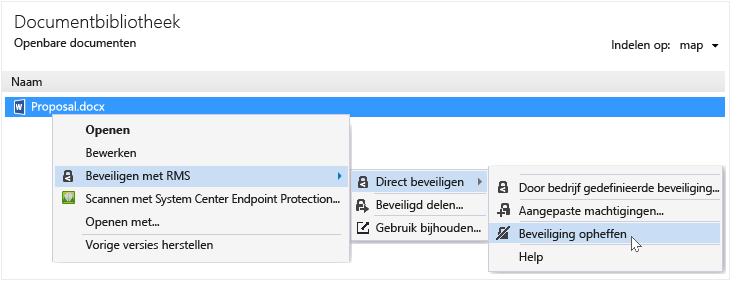 Documentbibliotheek
Openbare documenten
Indelen op: map
Naam
Proposal.docx
Openen
Bewerken
Beveiligen met RMS
Scannen met System Center Endpoint Protection...
Openen met...
Vorige versies herstellen
Direct beveiligen
Beveiligd delen...
Gebruik bijhouden...
Door bedrijf gedefinieerde beveiliging...
Aangepaste machtigingen...
Beveiliging opheffen
Help